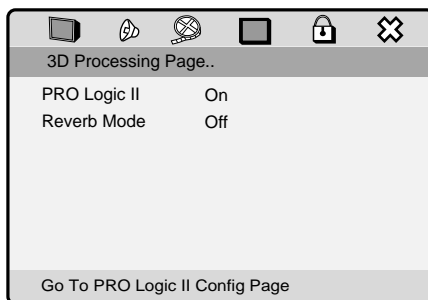 3D Processing Page..
PRO Logic II On
Reverb Mode Off
Go To PRO Logic II Config Page